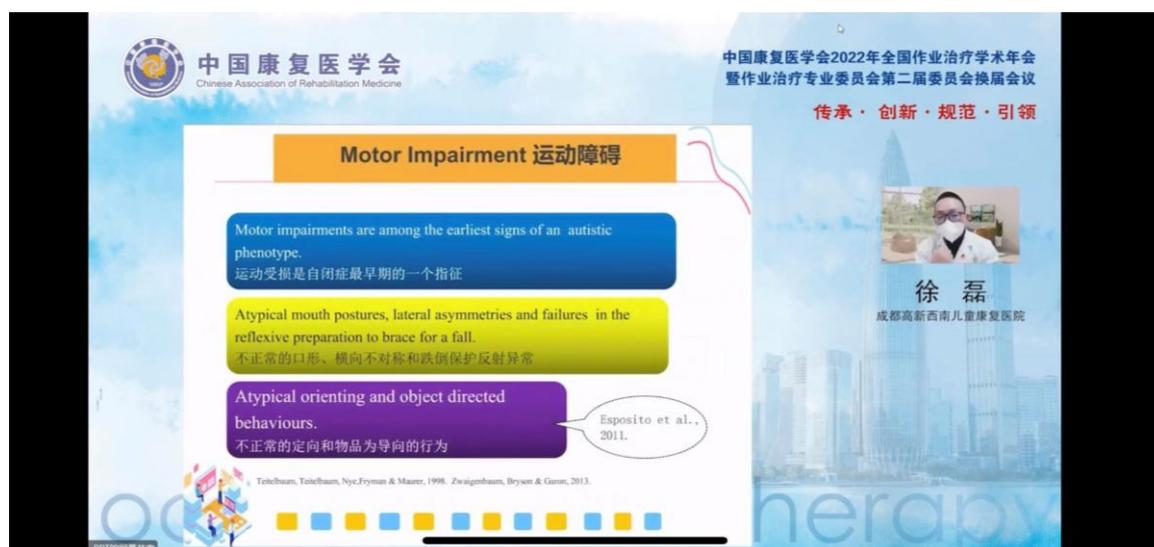 中国康复医学会
Chinese Association of Rehabilitation Medicine
中国康复医学会2022年全国作业治疗学术年会
暨作业治疗专业委员会第二届委员会换届会议
传承 · 创新 · 规范 · 引领
Motor Impairment 运动障碍
Motor impairments are among the earliest signs of an autistic
phenotype.
运动受损是自闭症最早期的一个指征
Atypical mouth postures, lateral asymmetries and failures in the
reflexive preparation to brace for a fall.
不正常的口形、横向不对称和跌倒保护反射异常
Atypical orienting and object directed
behaviours.
不正常的定向和物品为导向的行为
Esposito et al.,
2011.
Teitelbaum, Teitelbaum, Nye,Fryman & Maurer, 1998. Zwaigenbaum, Bryson & Garon, 2013.
徐 磊
成都高新西南儿童康复医院
herapy